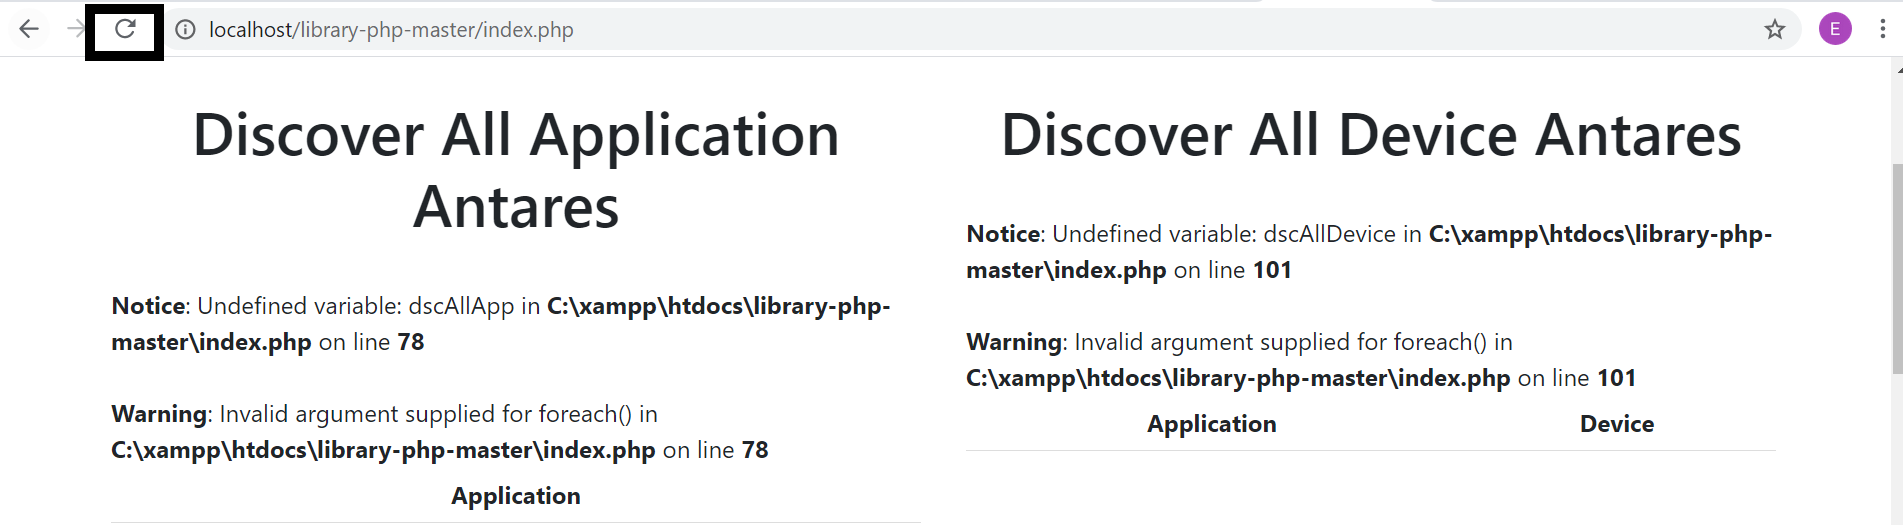 localhost/library-php-master/index.php
E
Discover All Application
Antares
Notice: Undefined variable: dscAllApp in C:\xampp\htdocs\library-php-
master\index.php on line 78
Warning: Invalid argument supplied for foreach() in
C:\xampp\htdocs\library-php-master\index.php on line 78
Application
Discover All Device Antares
Notice: Undefined variable: dscAllDevice in C:\xampp\htdocs\library-php-
master\index.php on line 101
Warning: Invalid argument supplied for foreach() in
C:\xampp\htdocs\library-php-master\index.php on line 101
Application Device